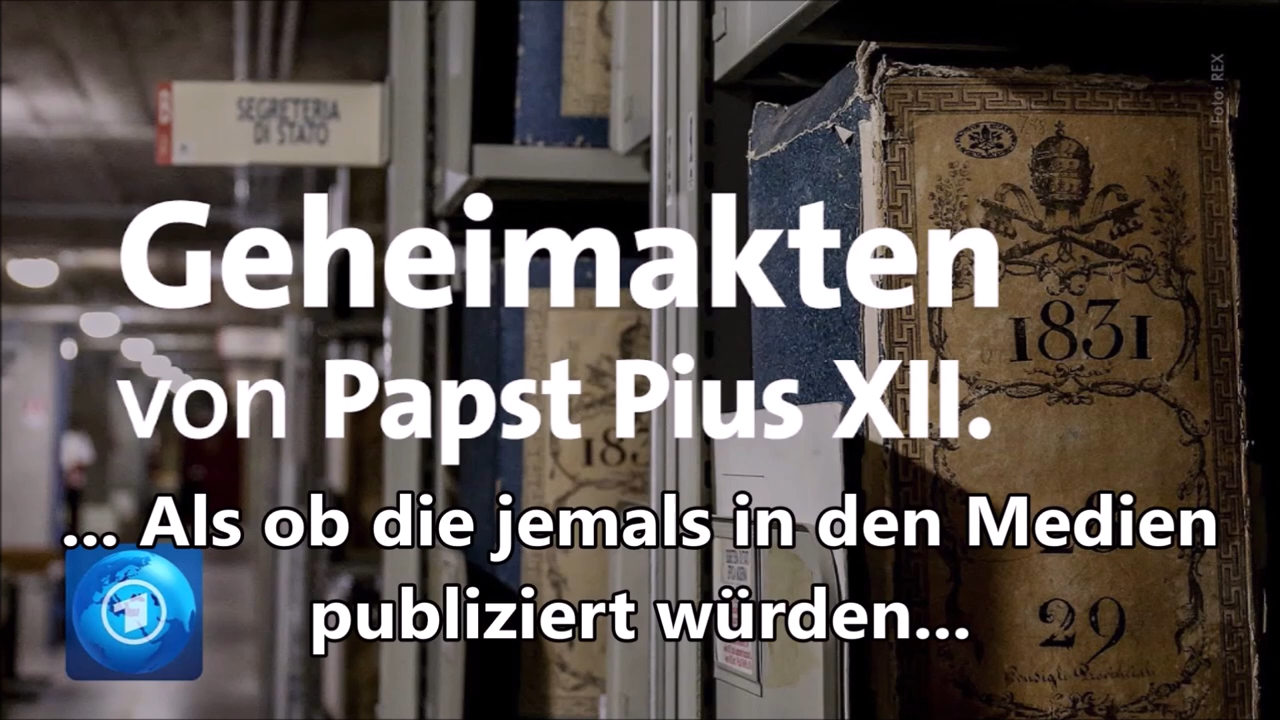 Foto: REX
SEGRETERIA
DI STATO
Geheimakten
1831
von Papst Pius XII.
183
... Als ob die jemals in den Medien
publiziert würden...
29